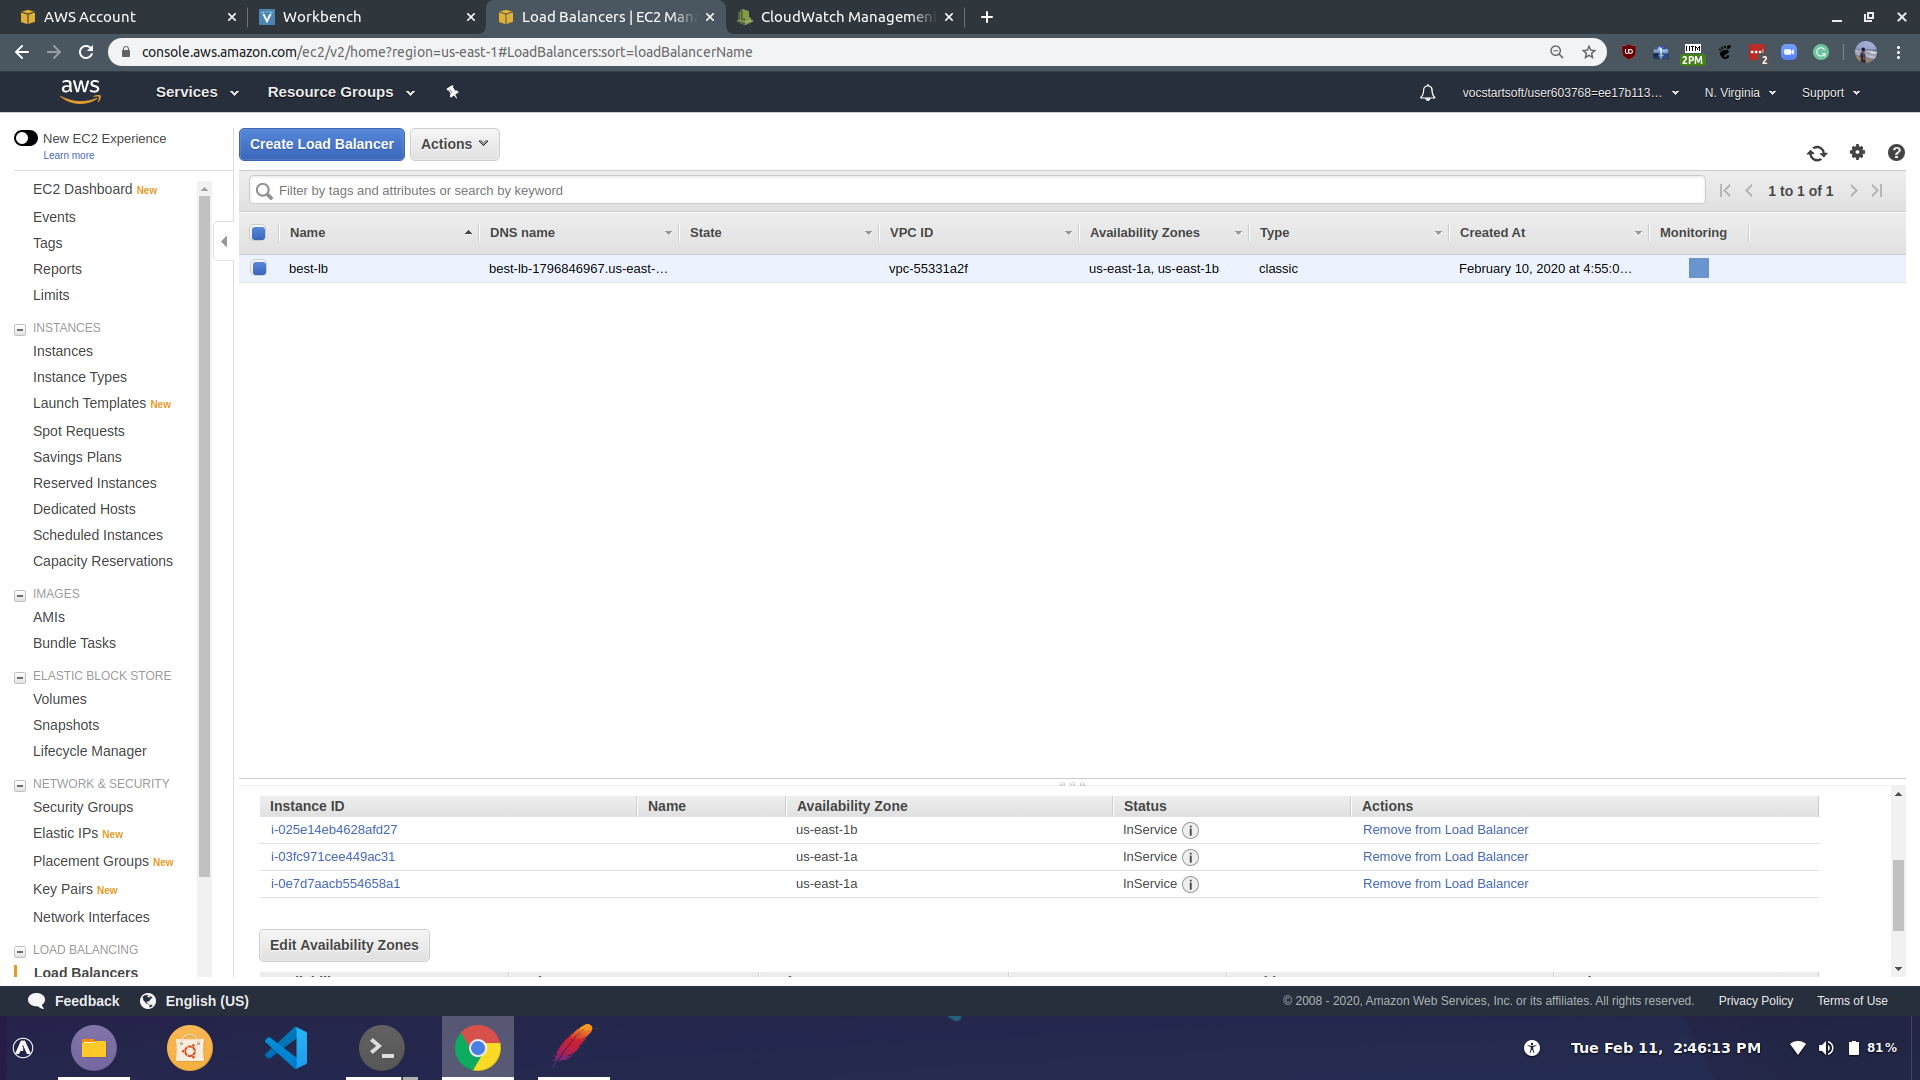 AWS Account
Workbench
Load Balancers | EC2 Man
CloudWatch Managemen
console.aws.amazon.com/ec2/v2/home?region=us-east-1#LoadBalancers:sort=loadBalancerName
UD
IITM
2PM
2
aws
Services
Resource Groups
vocstartsoft/user603768=ee17b113...
N. Virginia
Support
New EC2 Experience
Learn more
Create Load Balancer
Actions
EC2 Dashboard New
Events
Tags
Reports
Limits
INSTANCES
Instances
Instance Types
Launch Templates New
Spot Requests
Savings Plans
Reserved Instances
Dedicated Hosts
Scheduled Instances
Capacity Reservations
IMAGES
AMIs
Bundle Tasks
ELASTIC BLOCK STORE
Volumes
Snapshots
Lifecycle Manager
NETWORK & SECURITY
Security Groups
Elastic IPs New
Placement Groups New
Key Pairs New
Network Interfaces
LOAD BALANCING
Load Balancers
Filter by tags and attributes or search by keyword
1 to 1 of 1
Name DNS name State VPC ID Availability Zones Type Created At Monitoring
best-lb best-lb-1796846967.us-east-... vpc-55331a2f us-east-1a, us-east-1b classic February 10, 2020 at 4:55:0...
Instance ID Name Availability Zone Status Actions
i-025e14eb4628afd27 us-east-1b InService Remove from Load Balancer
i-03fc971cee449ac31 us-east-1a InService Remove from Load Balancer
i-0e7d7aacb554658a1 us-east-1a InService Remove from Load Balancer
Edit Availability Zones
Feedback
English (US)
© 2008 - 2020, Amazon Web Services, Inc. or its affiliates. All rights reserved.
Privacy Policy
Terms of Use
Tue Feb 11, 2:46:13 PM
81%